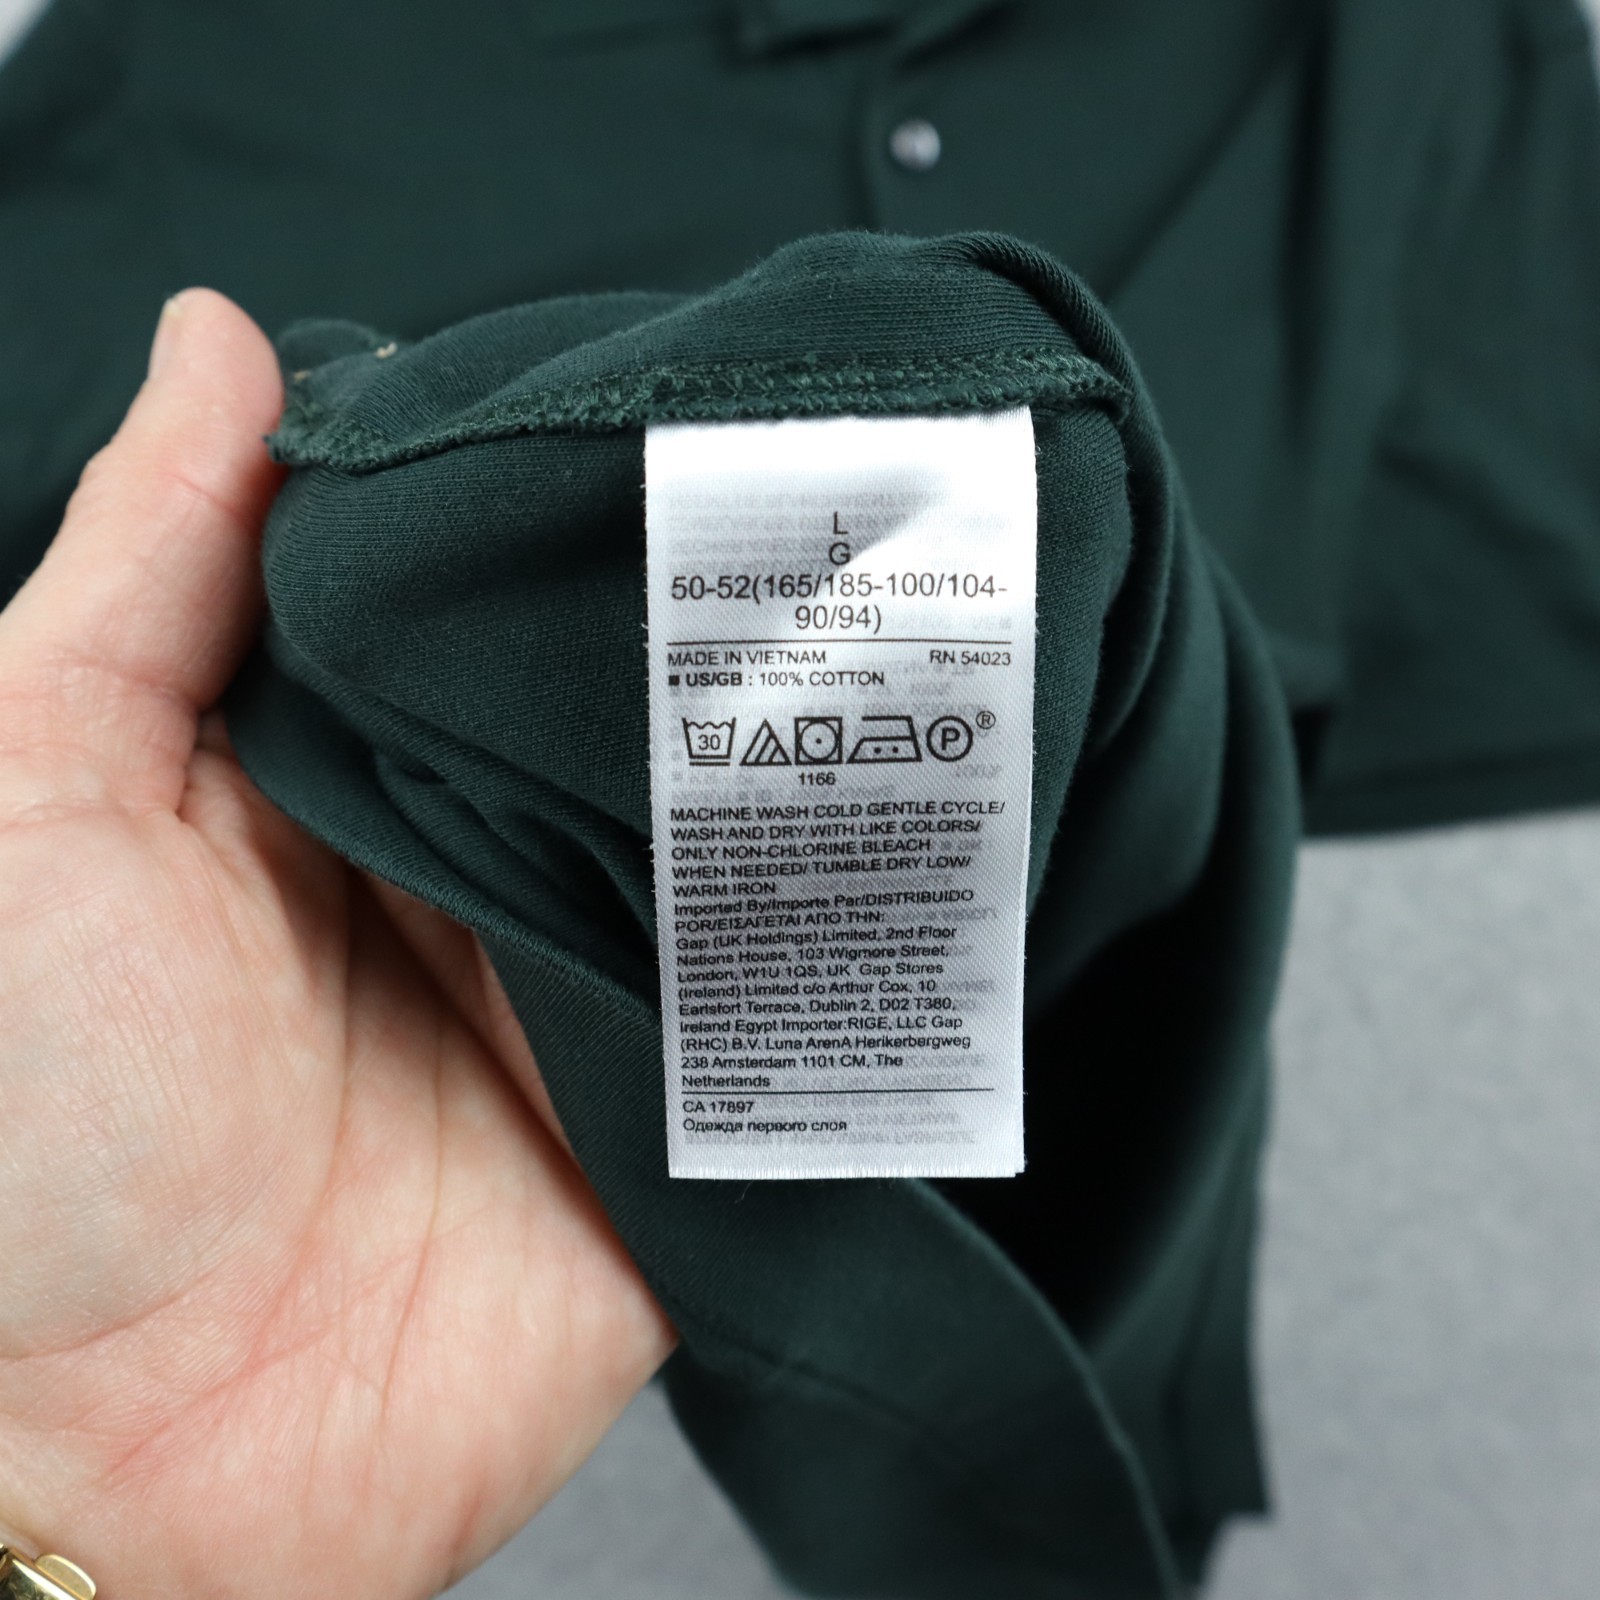 L
G
50-52(165/185-100/104-
90/94)
MADE IN VIETNAM RN 54023
■ US/GB : 100% COTTON
30 P ®
1166
MACHINE WASH COLD GENTLE CYCLE/
WASH AND DRY WITH LIKE COLORS/
ONLY NON-CHLORINE BLEACH
WHEN NEEDED/ TUMBLE DRY LOW/
WARM IRON
Imported By/Importe Par/DISTRIBUIDO
POR/ΕΙΣΑΓΕΤΑΙ ΑΠΟ ΤΗΝ:
Gap (UK Holdings) Limited, 2nd Floor
Nations House, 103 Wigmore Street,
London, W1U 1QS, UK Gap Stores
(Ireland) Limited c/o Arthur Cox, 10
Earlsfort Terrace, Dublin 2, D02 T380,
Ireland Egypt Importer:RIGE, LLC Gap
(RHC) B.V. Luna ArenA Herikerbergweg
238 Amsterdam 1101 CM, The
Netherlands
CA 17897
Одежда первого слоя